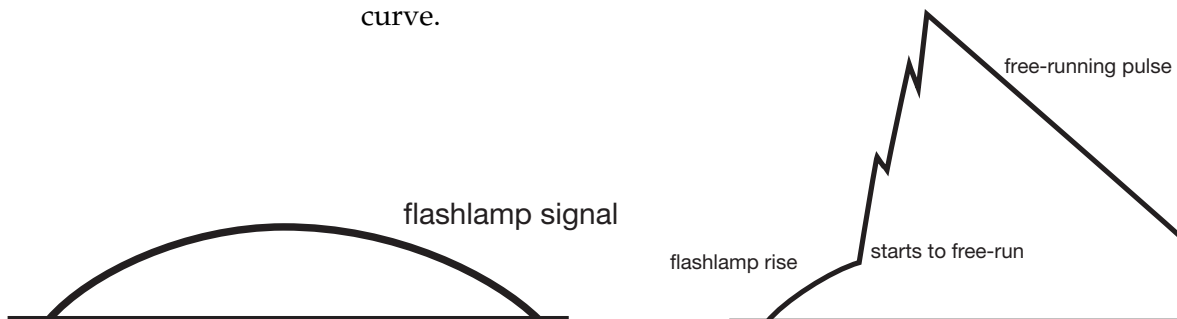 curve.
flashlamp signal
free-running pulse
flashlamp rise
starts to free-run